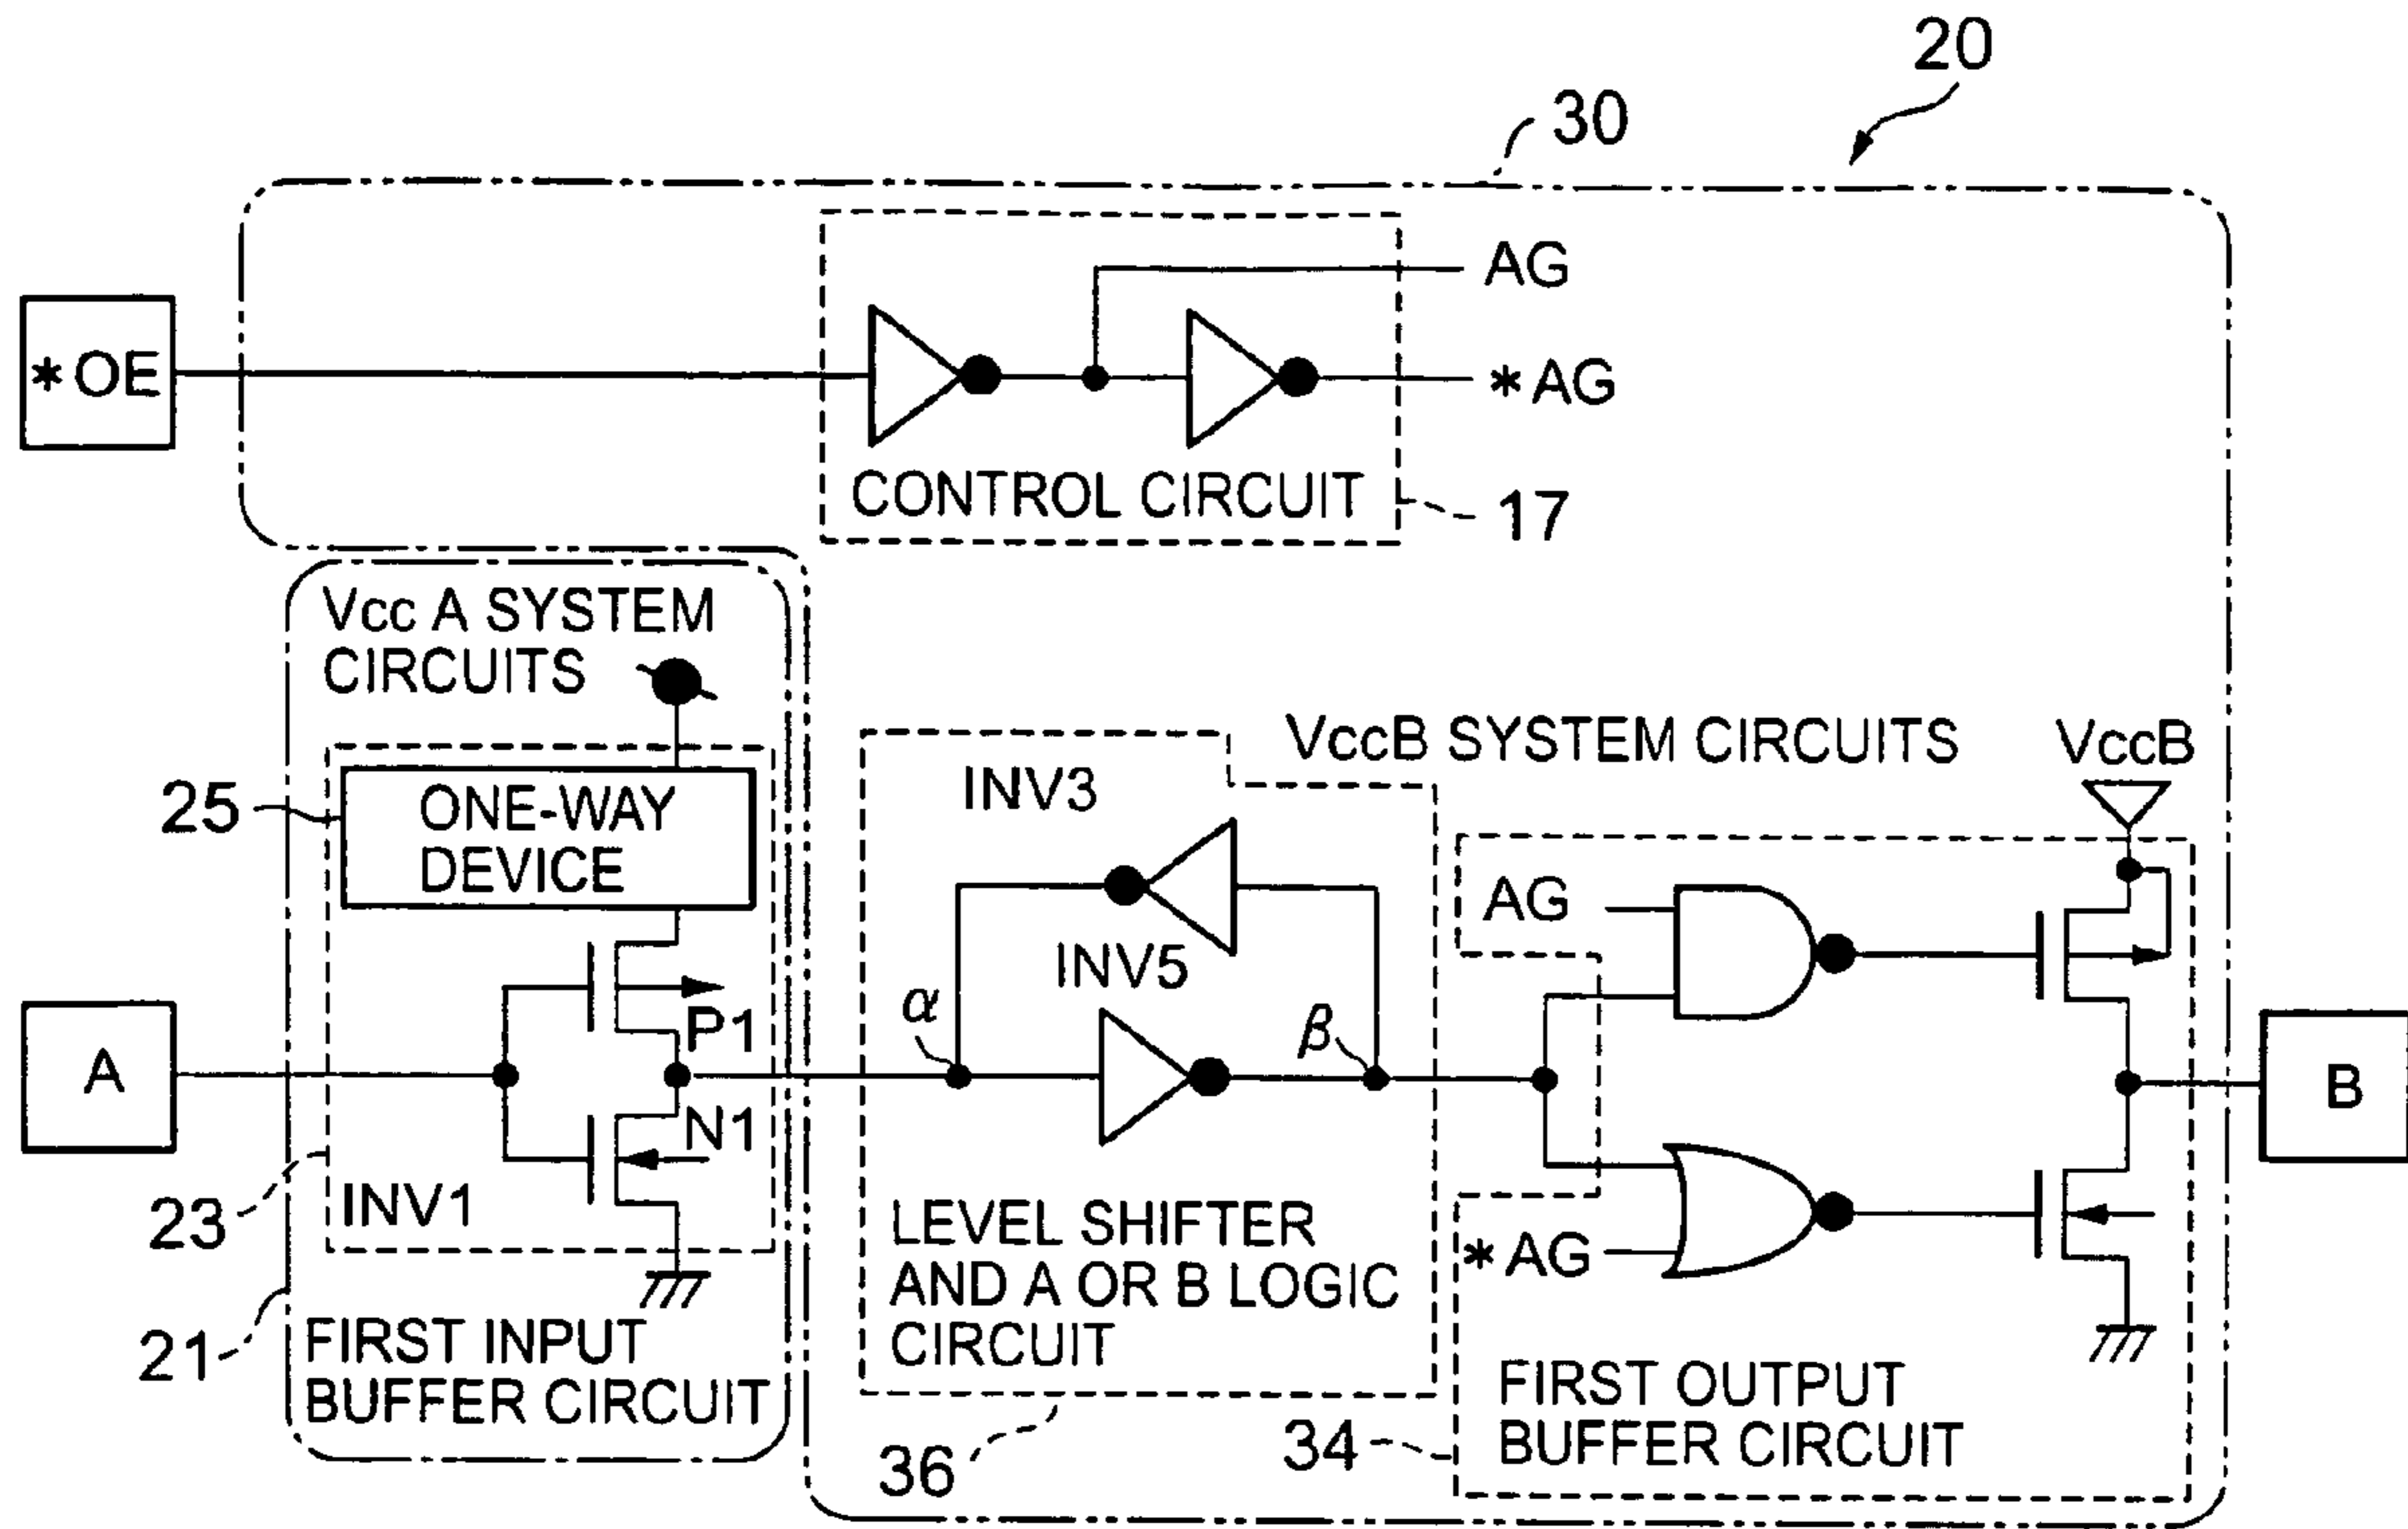 20
30
AG
*OE
*AG
CONTROL CIRCUIT
17
Vcc A SYSTEM
CIRCUITS
VccB SYSTEM CIRCUITS
VccB
25
ONE-WAY
DEVICE
INV3
AG
INV5
α
β
P1
A
B
N1
23
INV1
LEVEL SHIFTER
AND A OR B LOGIC
CIRCUIT
*AG
21
FIRST INPUT
BUFFER CIRCUIT
36
34
FIRST OUTPUT
BUFFER CIRCUIT